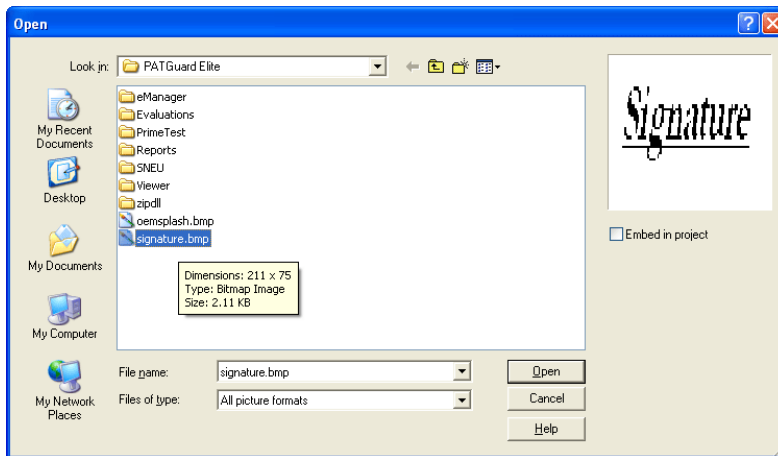 Open
Look in: PATGuard Elite
My Recent
Documents
Desktop
My Documents
My Computer
My Network
Places
eManager
Evaluations
PrimeTest
Reports
SNEU
Viewer
zipdll
oemsplash.bmp
signature.bmp
Dimensions: 211 x 75
Type: Bitmap Image
Size: 2.11 KB
File name: signature.bmp
Files of type: All picture formats
Open
Cancel
Help
Signature
Embed in project